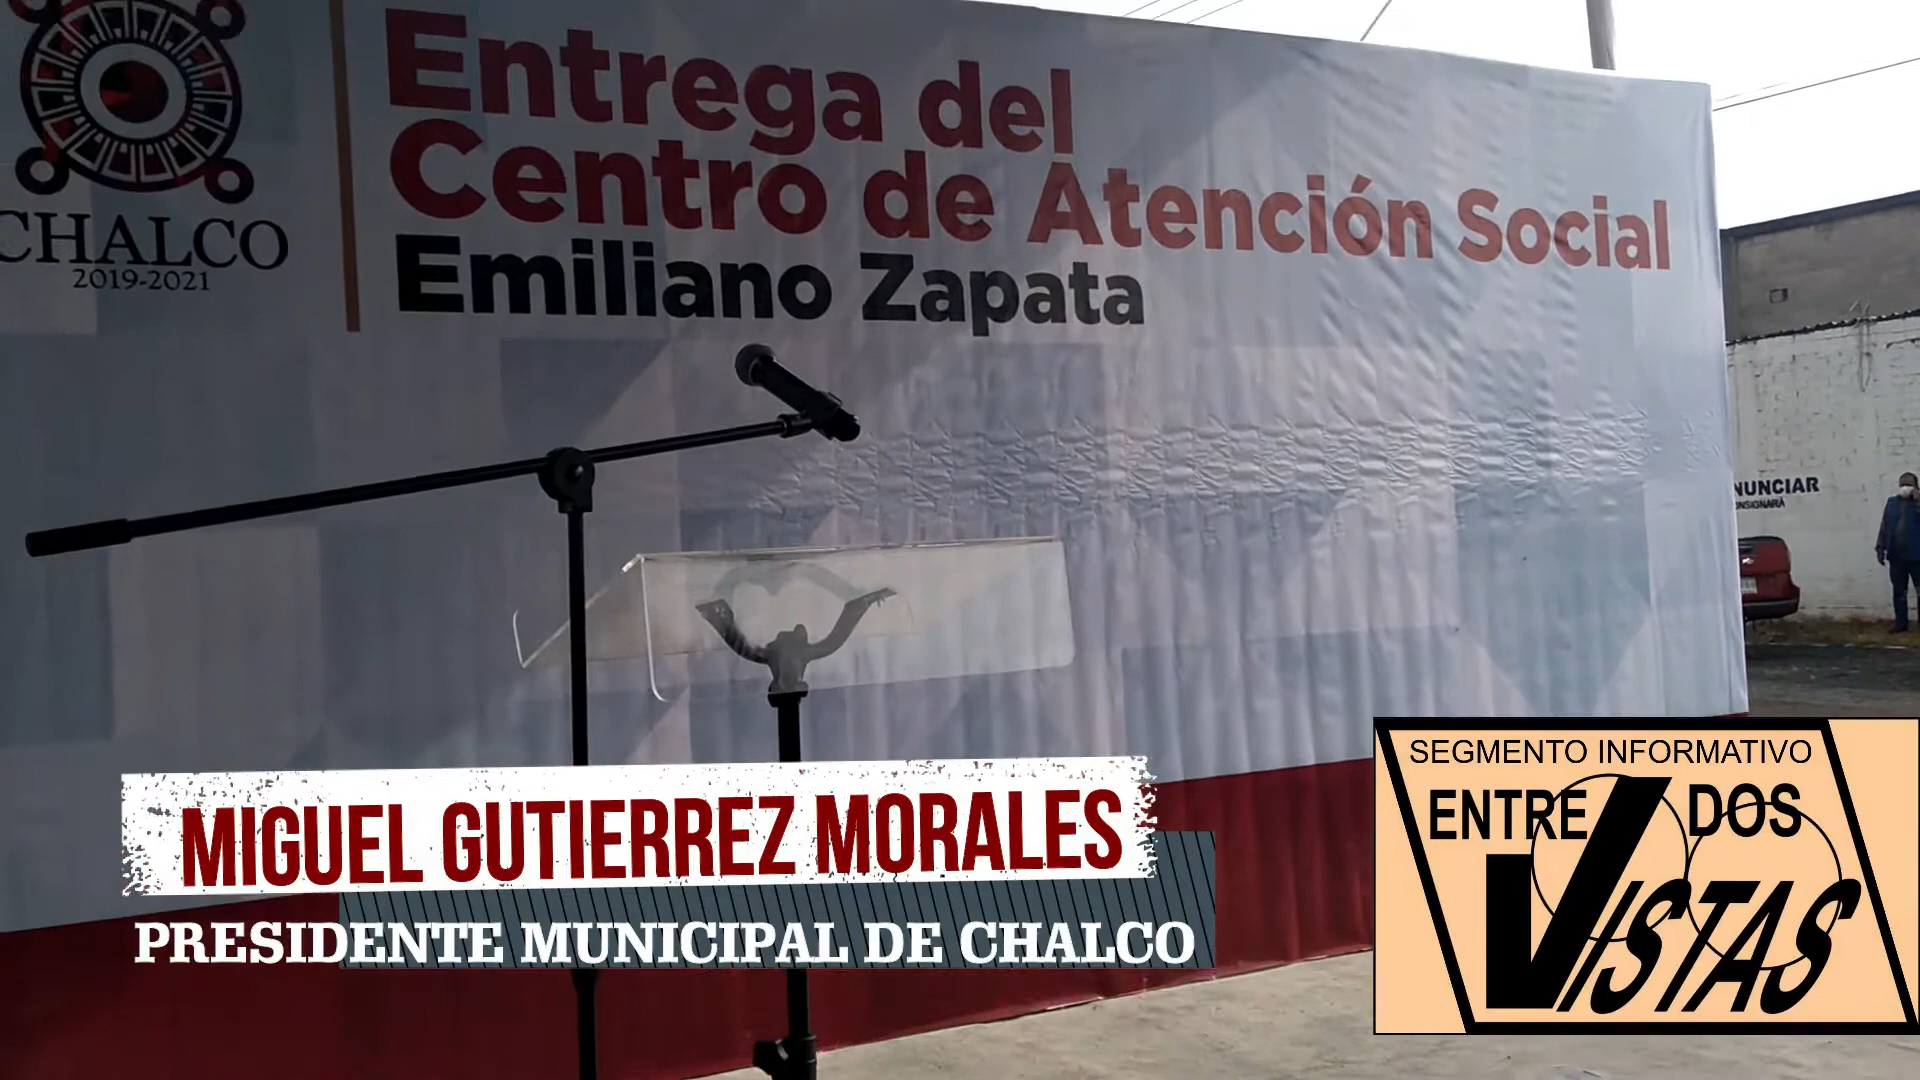 Entrega del
Centro de Atención Social
Emiliano Zapata
CHALCO
2019-2021
NUNCIAR
MIGUEL GUTIERREZ MORALES
PRESIDENTE MUNICIPAL DE CHALCO
SEGMENTO INFORMATIVO
ENTRE DOS
VISTAS